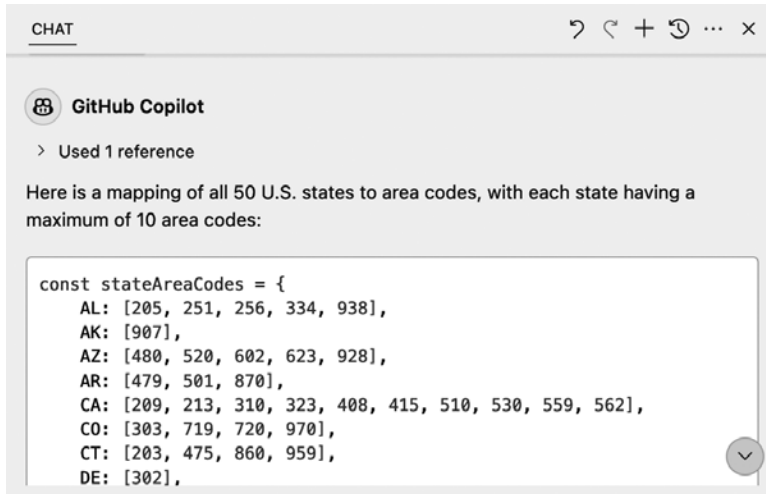 CHAT
GitHub Copilot
Used 1 reference
Here is a mapping of all 50 U.S. states to area codes, with each state having a
maximum of 10 area codes:
const stateAreaCodes = {
    AL: [205, 251, 256, 334, 938],
    AK: [907],
    AZ: [480, 520, 602, 623, 928],
    AR: [479, 501, 870],
    CA: [209, 213, 310, 323, 408, 415, 510, 530, 559, 562],
    CO: [303, 719, 720, 970],
    CT: [203, 475, 860, 959],
    DE: [302],